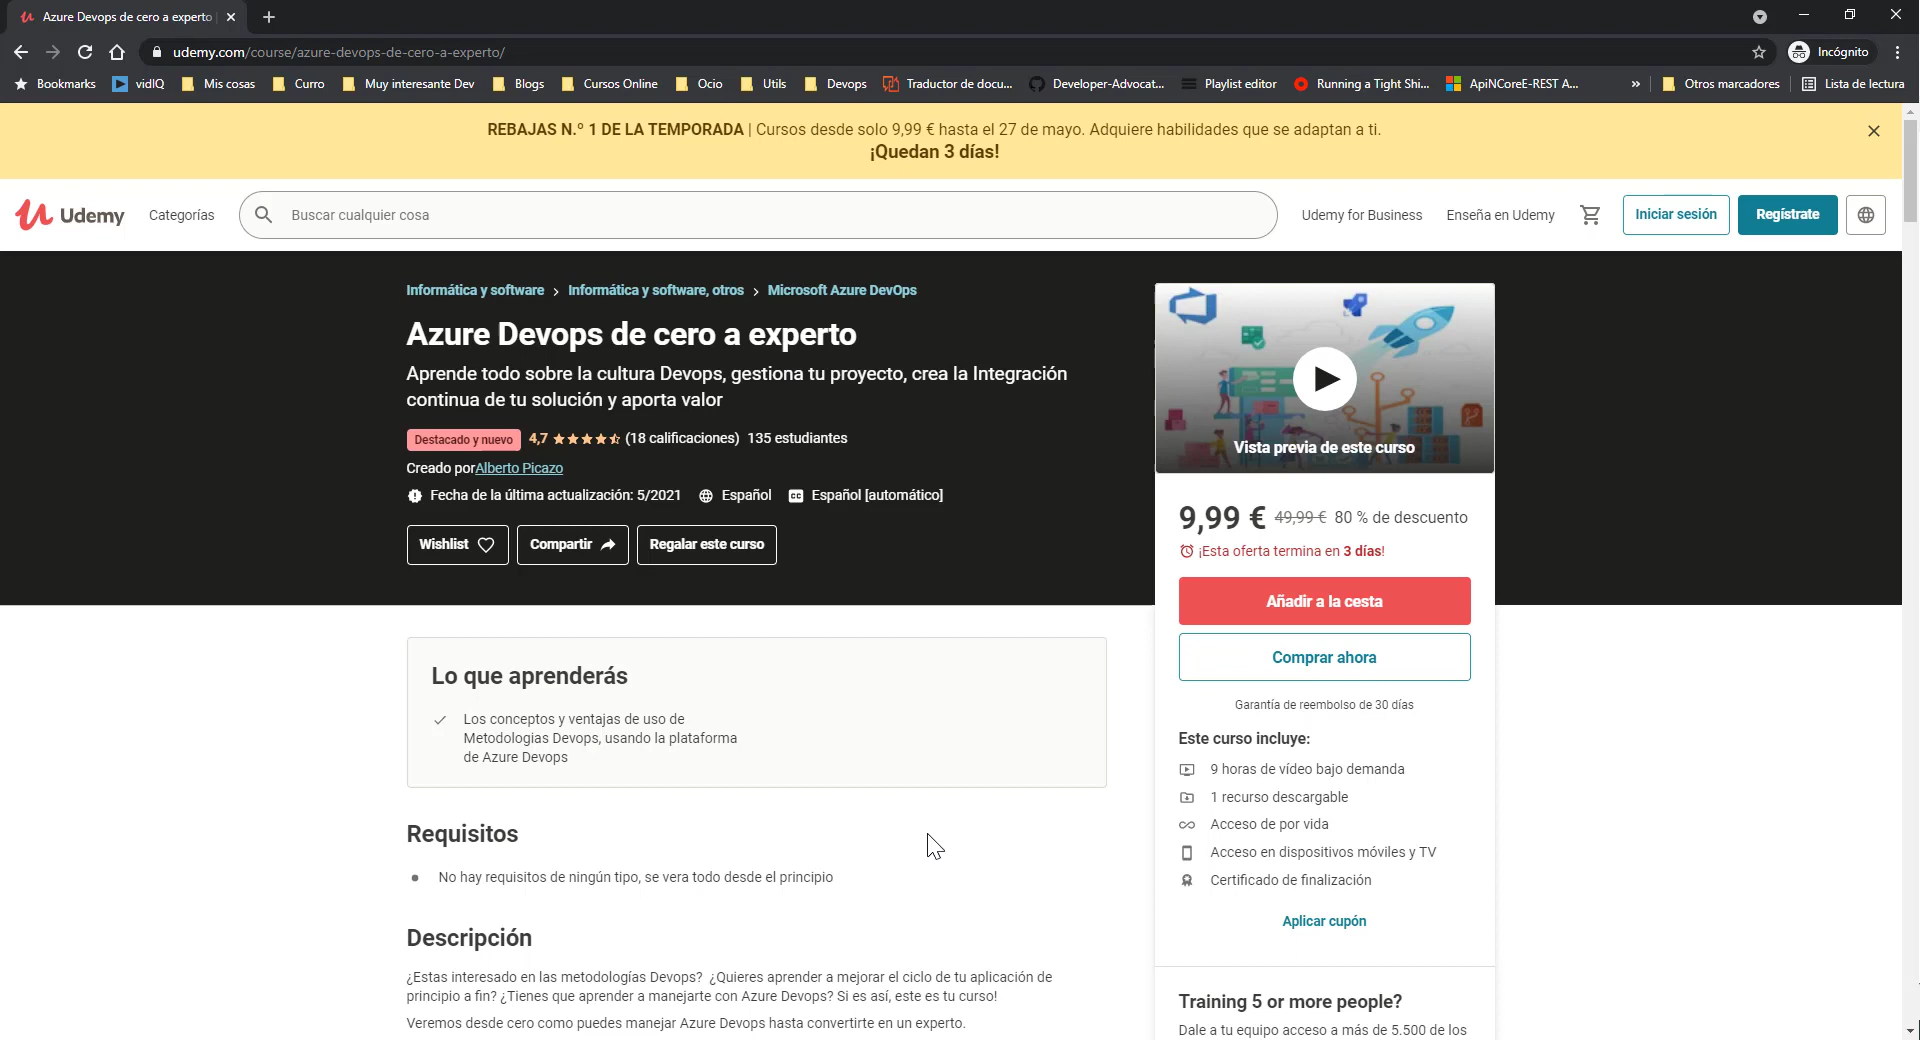 Azure Devops de cero a experto
udemy.com/course/azure-devops-de-cero-a-experto/
Incógnito
Bookmarks
vidIQ
Mis cosas
Curro
Muy interesante Dev
Blogs
Cursos Online
Ocio
Utils
Devops
Traductor de docu...
Developer-Advocat...
Playlist editor
Running a Tight Shi...
ApiNCoreE-REST A...
»
Otros marcadores
Lista de lectura
REBAJAS N.º 1 DE LA TEMPORADA | Cursos desde solo 9,99 € hasta el 27 de mayo. Adquiere habilidades que se adaptan a ti.
¡Quedan 3 días!
Udemy
Categorías
Buscar cualquier cosa
Udemy for Business
Enseña en Udemy
Iniciar sesión
Regístrate
Informática y software > Informática y software, otros > Microsoft Azure DevOps
Azure Devops de cero a experto
Aprende todo sobre la cultura Devops, gestiona tu proyecto, crea la Integración
continua de tu solución y aporta valor
Destacado y nuevo 4,7 (18 calificaciones) 135 estudiantes
Creado porAlberto Picazo
Fecha de la última actualización: 5/2021 Español CC Español [automático]
Wishlist
Compartir
Regalar este curso
Vista previa de este curso
9,99 € 49,99 € 80 % de descuento
¡Esta oferta termina en 3 días!
Añadir a la cesta
Comprar ahora
Garantía de reembolso de 30 días
Este curso incluye:
9 horas de vídeo bajo demanda
1 recurso descargable
Acceso de por vida
Acceso en dispositivos móviles y TV
Certificado de finalización
Aplicar cupón
Training 5 or more people?
Dale a tu equipo acceso a más de 5.500 de los
Lo que aprenderás
Los conceptos y ventajas de uso de
Metodologias Devops, usando la plataforma
de Azure Devops
Requisitos
No hay requisitos de ningún tipo, se vera todo desde el principio
Descripción
¿Estas interesado en las metodologías Devops? ¿Quieres aprender a mejorar el ciclo de tu aplicación de
principio a fin? ¿Tienes que aprender a manejarte con Azure Devops? Si es así, este es tu curso!
Veremos desde cero como puedes manejar Azure Devops hasta convertirte en un experto.